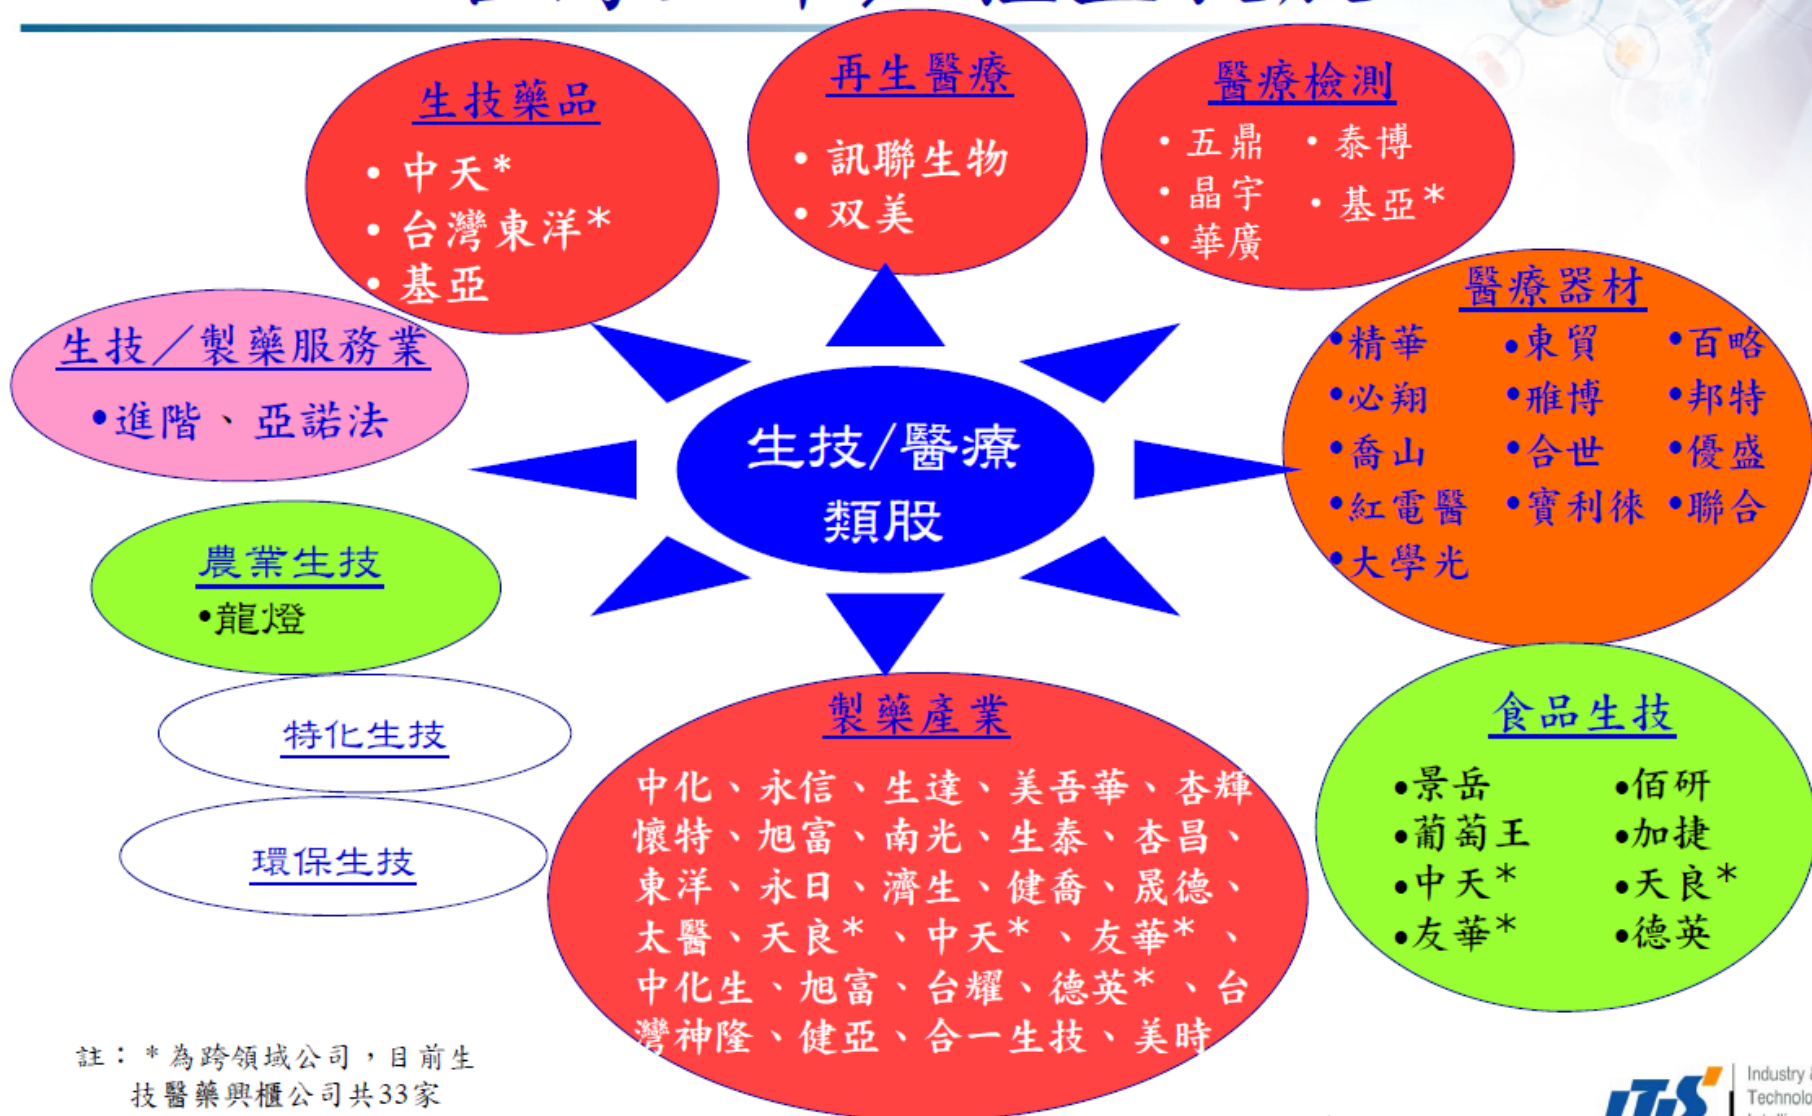 生技藥品
• 中天*
• 台灣東洋*
• 基亞
再生醫療
• 訊聯生物
• 双美
醫療檢測
• 五鼎 • 泰博
• 晶宇 • 基亞*
• 華廣
生技／製藥服務業
•進階、亞諾法
醫療器材
•精華 •東貿 •百略
•必翔 •雅博 •邦特
•喬山 •合世 •優盛
•紅電醫 •寶利徠 •聯合
•大學光
生技/醫療
類股
農業生技
•龍燈
特化生技
環保生技
製藥產業
中化、永信、生達、美吾華、杏輝
懷特、旭富、南光、生泰、杏昌、
東洋、永日、濟生、健喬、晟德、
太醫、天良*、中天*、友華*、
中化生、旭富、台耀、德英*、台
灣神隆、健亞、合一生技、美時
食品生技
•景岳 •佰研
•葡萄王 •加捷
•中天* •天良*
•友華* •德英
註：*為跨領域公司，目前生
技醫藥興櫃公司共33家
Industry &